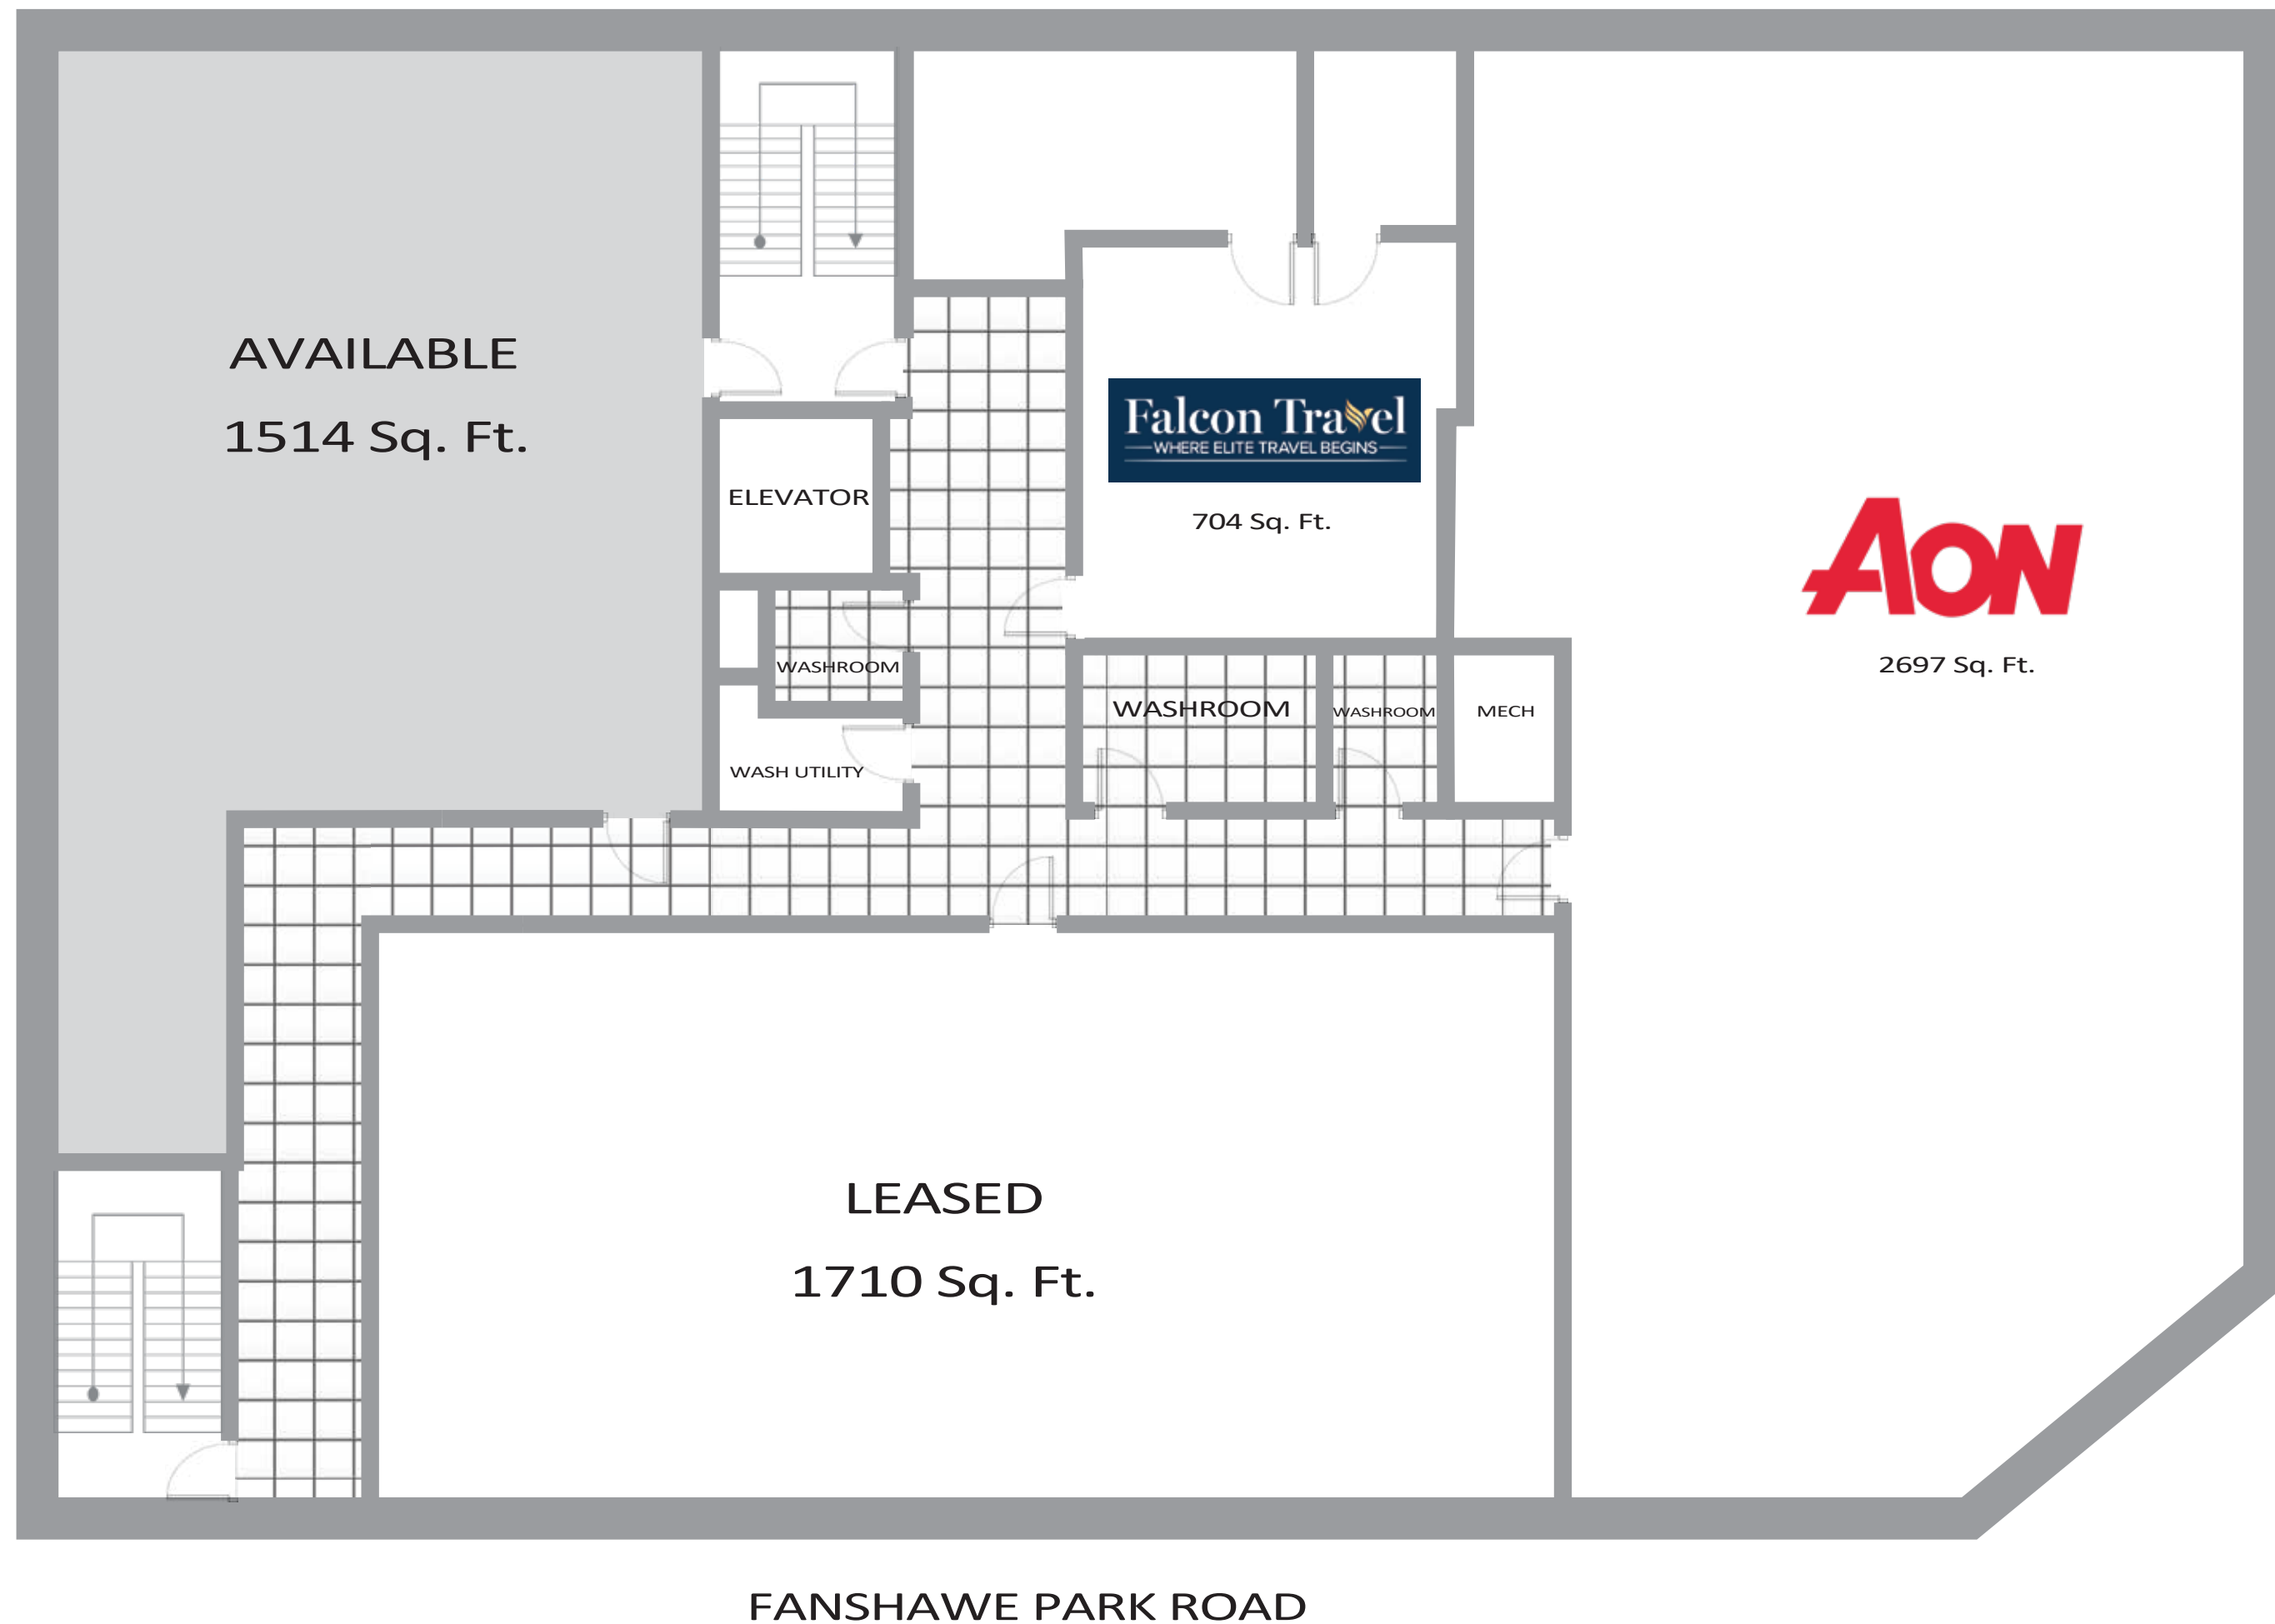 AVAILABLE
1514 Sq. Ft.
ELEVATOR
WASHROOM
WASH UTILITY
Falcon Travel
WHERE ELITE TRAVEL BEGINS
704 Sq. Ft.
WASHROOM
WASHROOM
MECH
AON
2697 Sq. Ft.
LEASED
1710 Sq. Ft.
FANSHAWE PARK ROAD